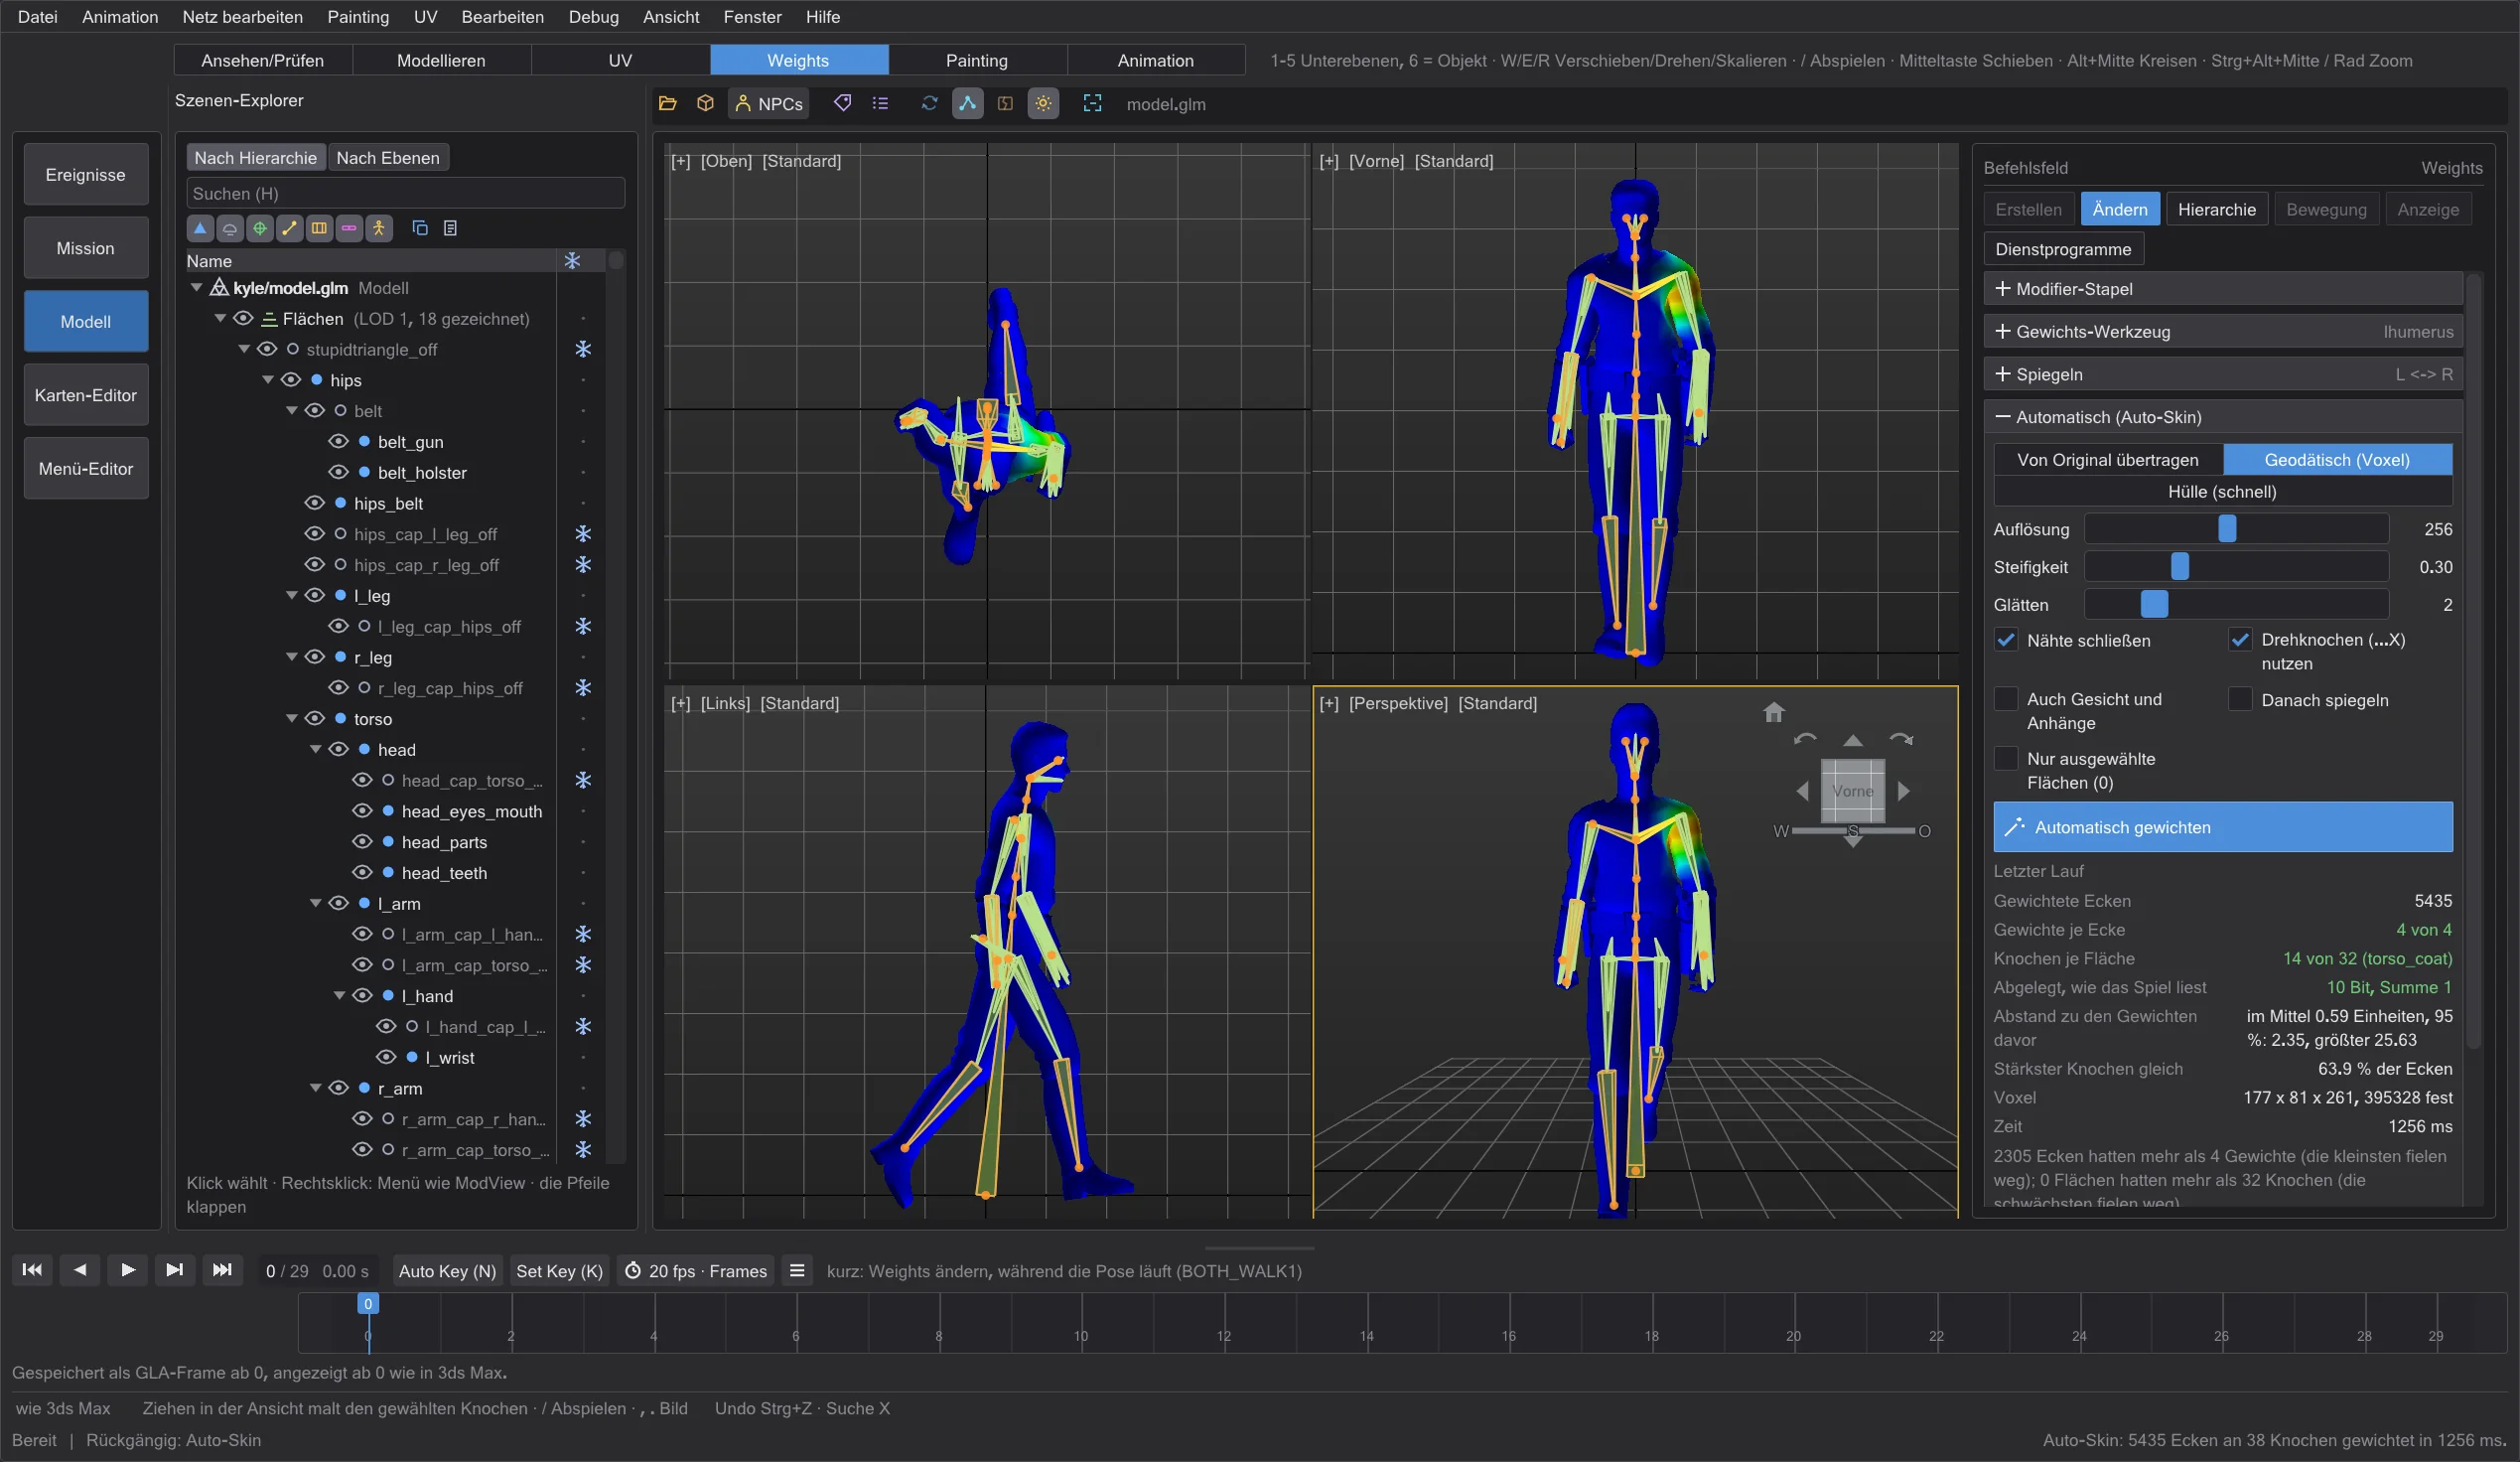 Datei Animation Netz bearbeiten Painting UV Bearbeiten Debug Ansicht Fenster Hilfe
Ansehen/Prüfen Modellieren UV Weights Painting Animation 1-5 Unterebenen, 6 = Objekt · W/E/R Verschieben/Drehen/Skalieren · / Abspielen · Mitteltaste Schieben · Alt+Mitte Kreisen · Strg+Alt+Mitte / Rad Zoom
Szenen-Explorer
NPCs model.glm
Ereignisse
Mission
Modell
Karten-Editor
Menü-Editor
Nach Hierarchie Nach Ebenen
Suchen (H)
Name
kyle/model.glm Modell
Flächen (LOD 1, 18 gezeichnet)
stupidtriangle_off
hips
belt
belt_gun
belt_holster
hips_belt
hips_cap_l_leg_off
hips_cap_r_leg_off
l_leg
l_leg_cap_hips_off
r_leg
r_leg_cap_hips_off
torso
head
head_cap_torso_...
head_eyes_mouth
head_parts
head_teeth
l_arm
l_arm_cap_l_han...
l_arm_cap_torso_...
l_hand
l_hand_cap_l_...
l_wrist
r_arm
r_arm_cap_r_han...
r_arm_cap_torso_...
Klick wählt · Rechtsklick: Menü wie ModView · die Pfeile
klappen
[+] [Oben] [Standard]
[+] [Vorne] [Standard]
[+] [Links] [Standard]
[+] [Perspektive] [Standard]
Vorne
W S O
Befehlsfeld Weights
Erstellen Ändern Hierarchie Bewegung Anzeige
Dienstprogramme
Modifier-Stapel
Gewichts-Werkzeug lhumerus
Spiegeln L <-> R
Automatisch (Auto-Skin)
Von Original übertragen Geodätisch (Voxel)
Hülle (schnell)
Auflösung 256
Steifigkeit 0.30
Glätten 2
Nähte schließen
Drehknochen (...X)
nutzen
Auch Gesicht und
Anhänge
Danach spiegeln
Nur ausgewählte
Flächen (0)
Automatisch gewichten
Letzter Lauf
Gewichtete Ecken 5435
Gewichte je Ecke 4 von 4
Knochen je Fläche 14 von 32 (torso_coat)
Abgelegt, wie das Spiel liest 10 Bit, Summe 1
Abstand zu den Gewichten im Mittel 0.59 Einheiten, 95
davor %: 2.35, größter 25.63
Stärkster Knochen gleich 63.9 % der Ecken
Voxel 177 x 81 x 261, 395328 fest
Zeit 1256 ms
2305 Ecken hatten mehr als 4 Gewichte (die kleinsten fielen
weg); 0 Flächen hatten mehr als 32 Knochen (die
schwächsten fielen weg)
0 / 29 0.00 s Auto Key (N) Set Key (K) 20 fps · Frames kurz: Weights ändern, während die Pose läuft (BOTH_WALK1)
0
0 2 4 6 8 10 12 14 16 18 20 22 24 26 28 29
Gespeichert als GLA-Frame ab 0, angezeigt ab 0 wie in 3ds Max.
wie 3ds Max Ziehen in der Ansicht malt den gewählten Knochen · / Abspielen · , . Bild Undo Strg+Z · Suche X
Bereit | Rückgängig: Auto-Skin Auto-Skin: 5435 Ecken an 38 Knochen gewichtet in 1256 ms.